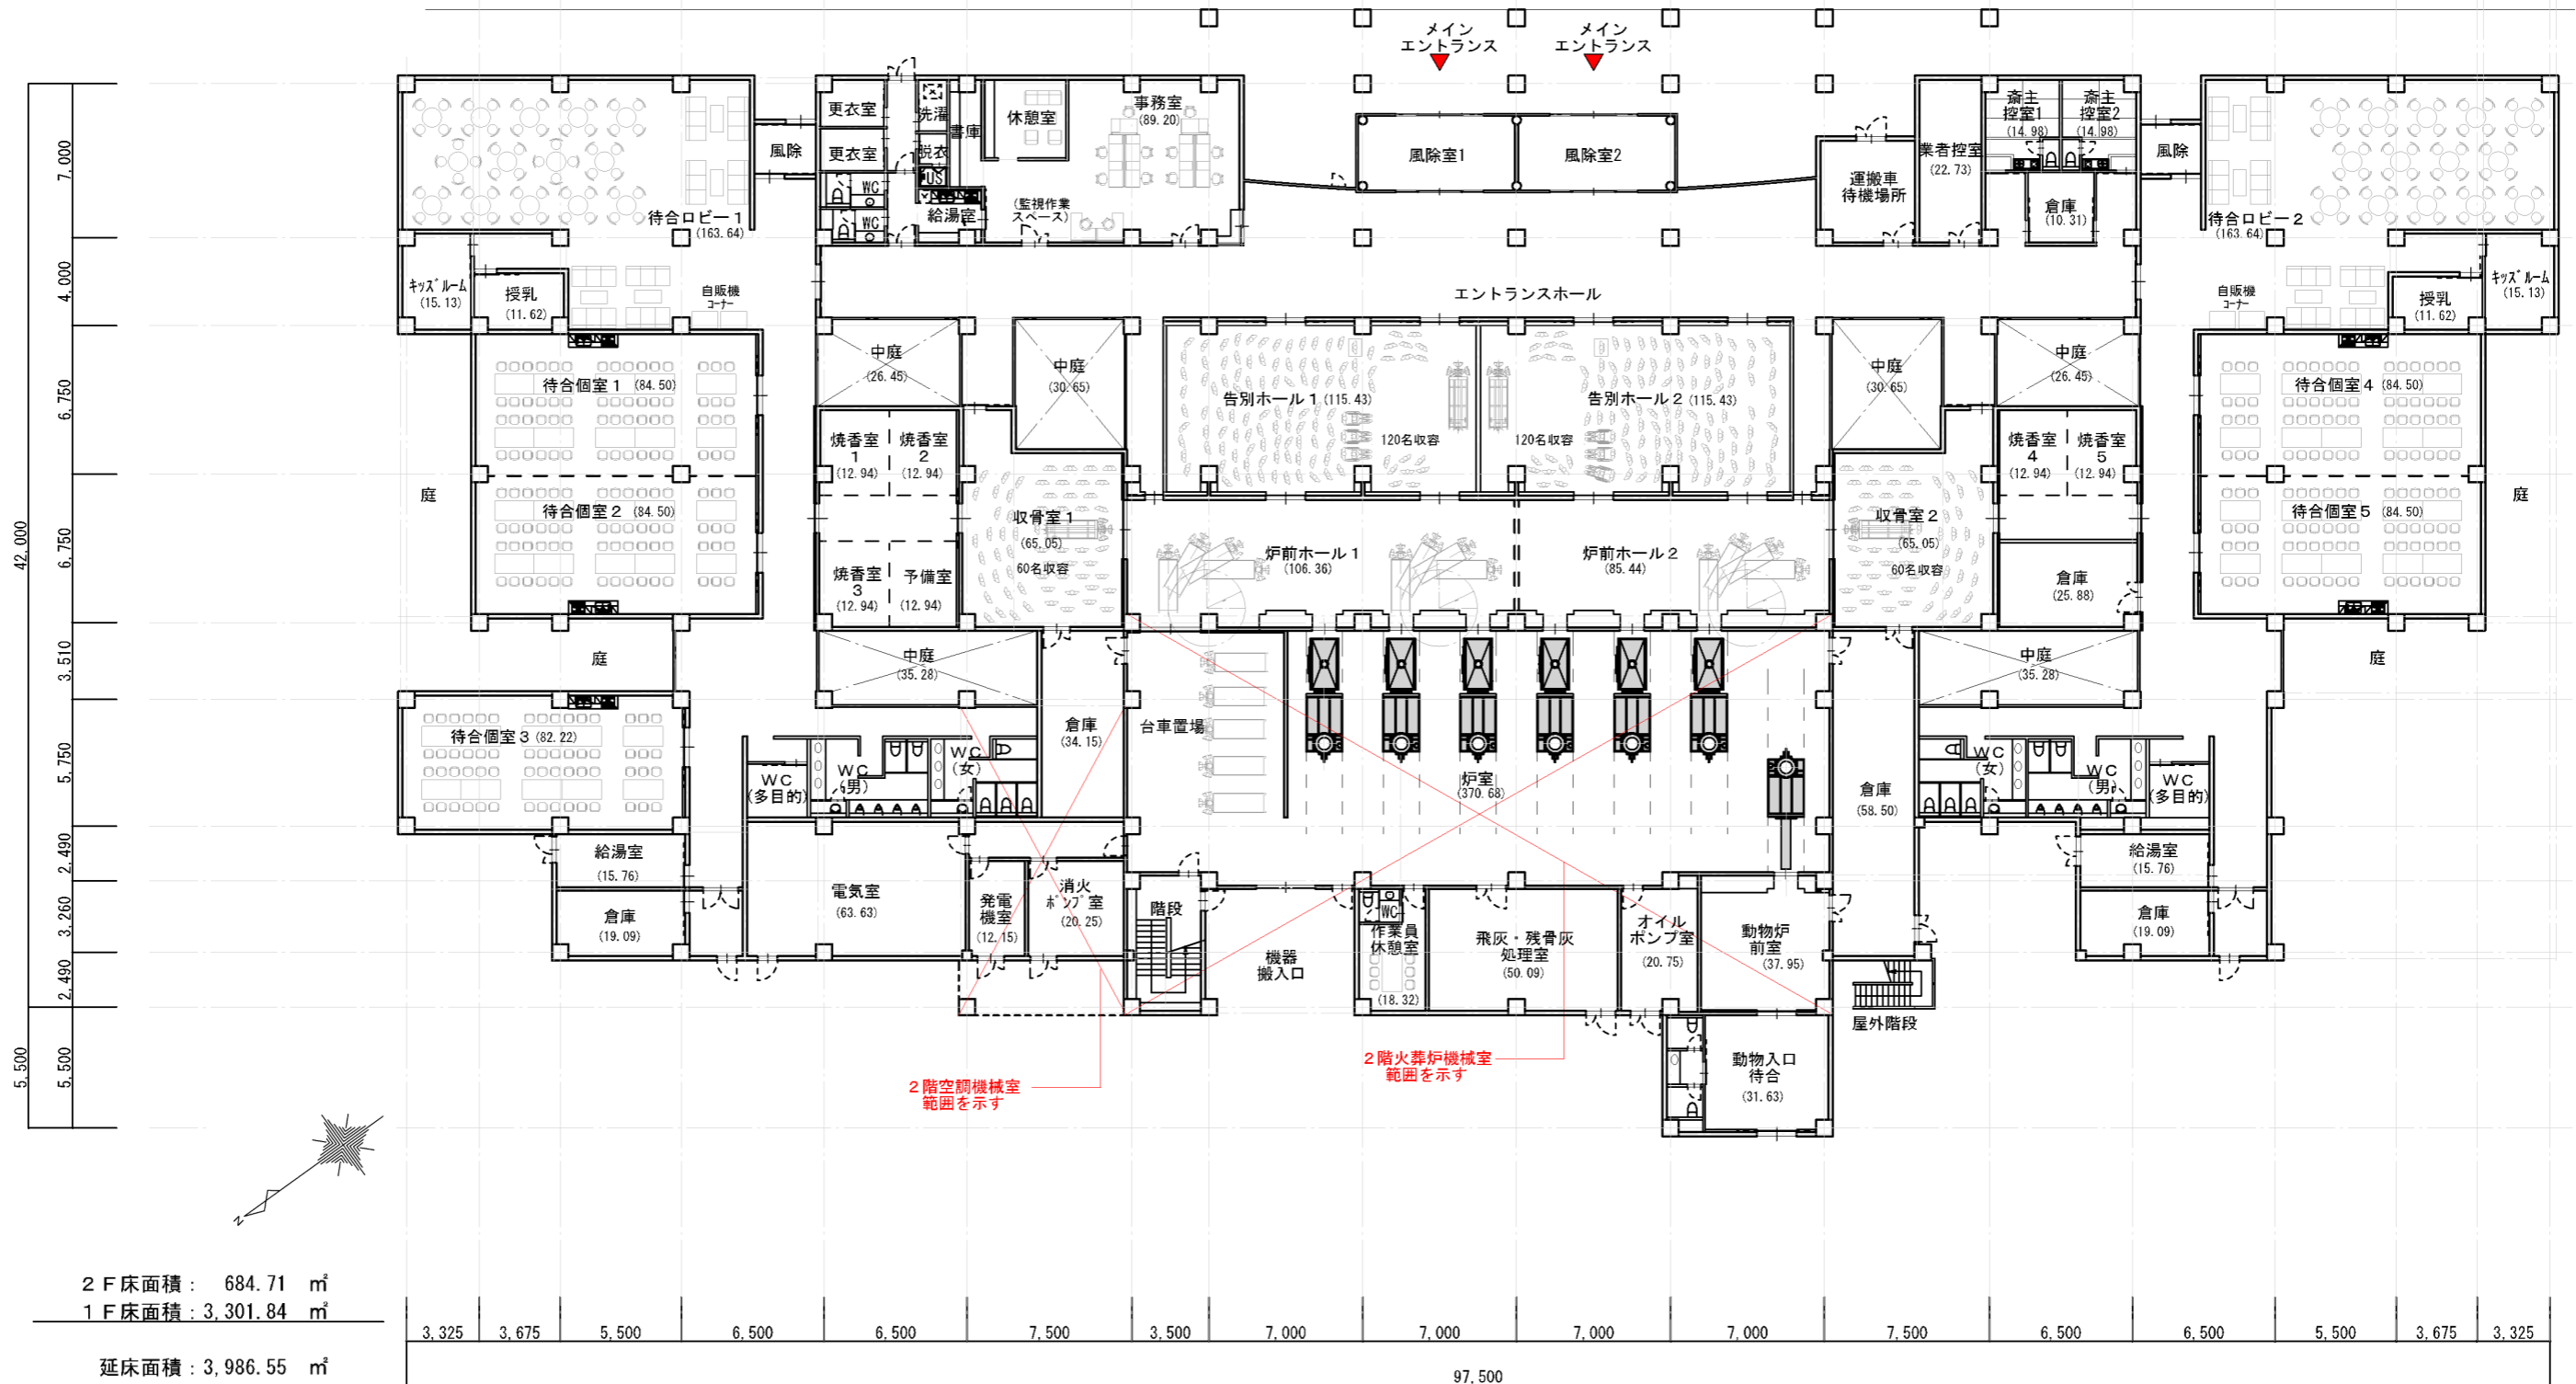 メイン
エントランス
メイン
エントランス
更衣室
更衣室
洗濯
脱衣
US
書庫
休憩室
事務室
(89.20)
(監視作業
スペース)
WC
WC
給湯室
風除
待合ロビー1
(163.64)
風除室1
風除室2
運搬車
待機場所
業者控室
(22.73)
斎主
控室1
(14.98)
斎主
控室2
(14.98)
倉庫
(10.31)
風除
待合ロビー2
(163.64)
キッズルーム
(15.13)
授乳
(11.62)
自販機
コーナー
エントランスホール
自販機
コーナー
授乳
(11.62)
キッズルーム
(15.13)
中庭
(26.45)
中庭
(30.65)
中庭
(30.65)
中庭
(26.45)
待合個室1 (84.50)
待合個室2 (84.50)
庭
焼香室
1
(12.94)
焼香室
2
(12.94)
焼香室
3
(12.94)
予備室
(12.94)
収骨室1
(65.05)
60名収容
告別ホール1 (115.43)
120名収容
告別ホール2 (115.43)
120名収容
炉前ホール1
(106.36)
炉前ホール2
(85.44)
収骨室2
(65.05)
60名収容
焼香室
4
(12.94)
焼香室
5
(12.94)
倉庫
(25.88)
待合個室4 (84.50)
待合個室5 (84.50)
庭
庭
中庭
(35.28)
中庭
(35.28)
庭
待合個室3 (82.22)
WC
(多目的)
WC
(男)
WC
(女)
倉庫
(34.15)
台車置場
炉室
(370.68)
倉庫
(58.50)
WC
(女)
WC
(男)
WC
(多目的)
給湯室
(15.76)
倉庫
(19.09)
電気室
(63.63)
発電
機室
(12.15)
消火
ポンプ室
(20.25)
階段
機器
搬入口
WC
作業員
休憩室
(18.32)
飛灰・残骨灰
処理室
(50.09)
オイル
ポンプ室
(20.75)
動物炉
前室
(37.95)
給湯室
(15.76)
倉庫
(19.09)
屋外階段
動物入口
待合
(31.63)
2階空調機械室
範囲を示す
2階火葬炉機械室
範囲を示す
7,000
4,000
6,750
6,750
3,510
5,750
2,490
3,260
2,490
5,500
42,000
5,500
N
2F床面積: 684.71 ㎡
1F床面積:3,301.84 ㎡
延床面積:3,986.55 ㎡
3,325 3,675 5,500 6,500 6,500 7,500 3,500 7,000 7,000 7,000 7,000 7,500 6,500 6,500 5,500 3,675 3,325
97,500